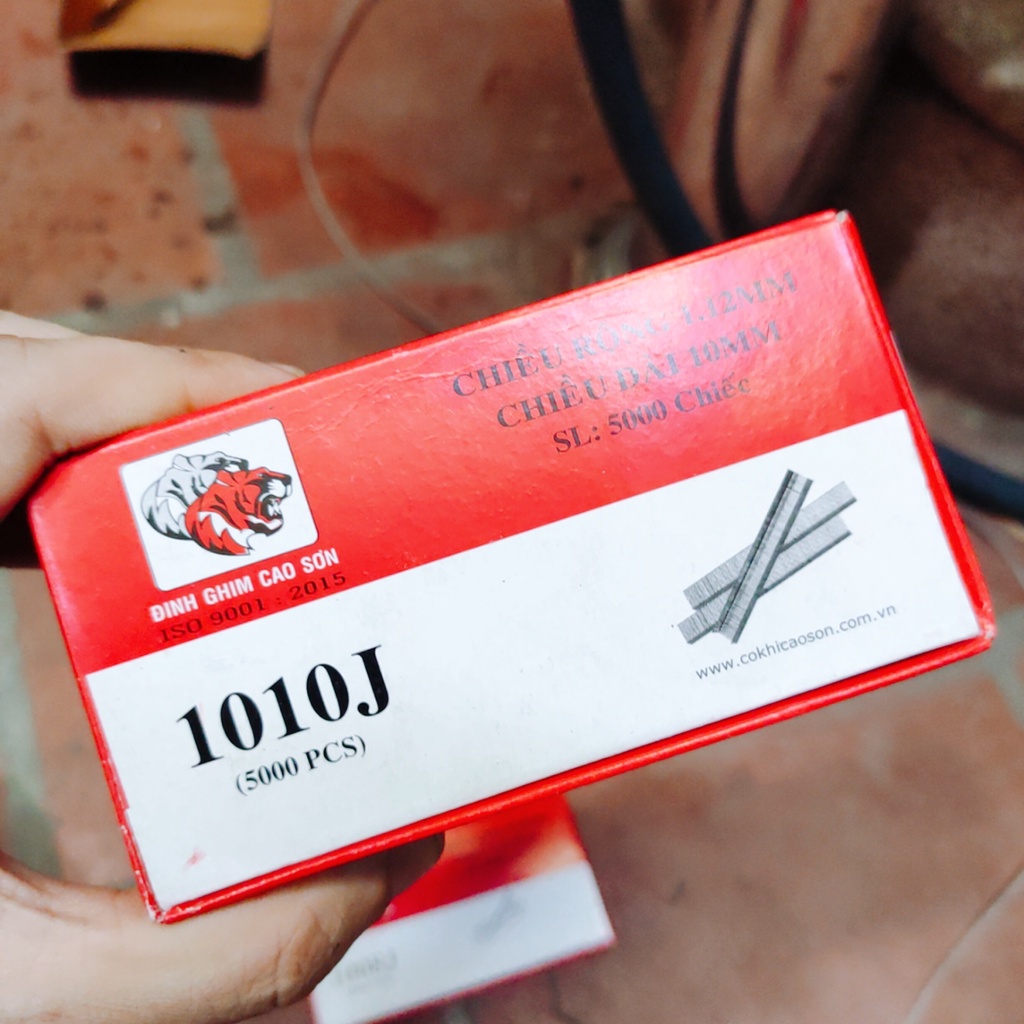 CHIỀU RỘNG 1.12MM
CHIỀU DÀI 10MM
SL: 5000 Chiếc
ĐINH GHIM CAO SƠN
ISO 9001 : 2015
1010J
(5000 PCS)
www.cokhicaoson.com.vn